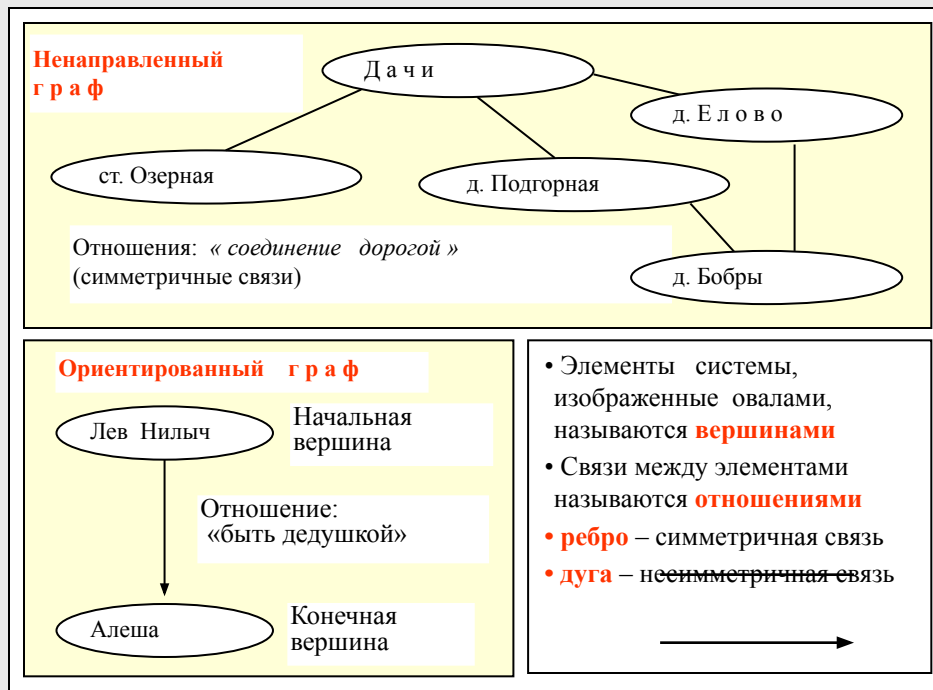 Ненаправленный
г р а ф
Д а ч и
д. Е л о в о
ст. Озерная
д. Подгорная
Отношения: « соединение дорогой »
(симметричные связи)
д. Бобры
Ориентированный г р а ф
Лев Нилыч
Начальная
вершина
Отношение:
«быть дедушкой»
Алеша
Конечная
вершина
• Элементы системы,
изображенные овалами,
называются вершинами
• Связи между элементами
называются отношениями
• ребро – симметричная связь
• дуга – несимметричная связь